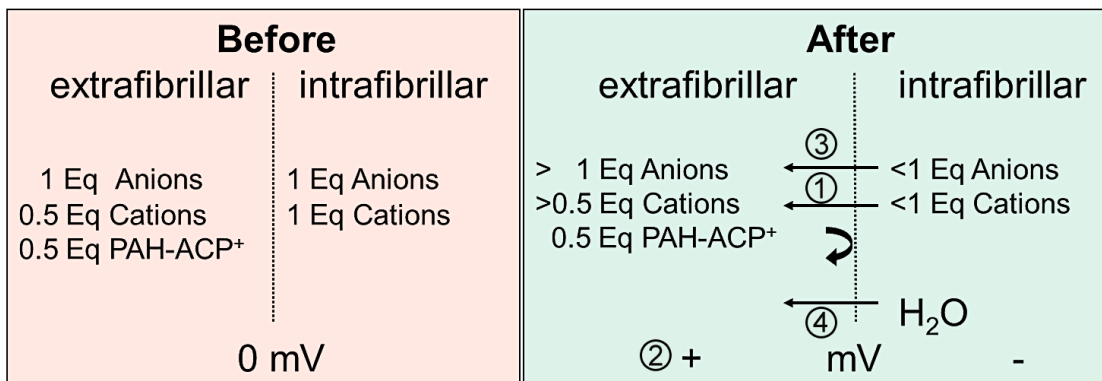 Before
extrafibrillar intrafibrillar
1 Eq Anions 1 Eq Anions
0.5 Eq Cations 1 Eq Cations
0.5 Eq PAH-ACP⁺
0 mV
After
extrafibrillar intrafibrillar
③
> 1 Eq Anions <1 Eq Anions
>0.5 Eq Cations ① <1 Eq Cations
0.5 Eq PAH-ACP⁺
④ H₂O
② + mV -